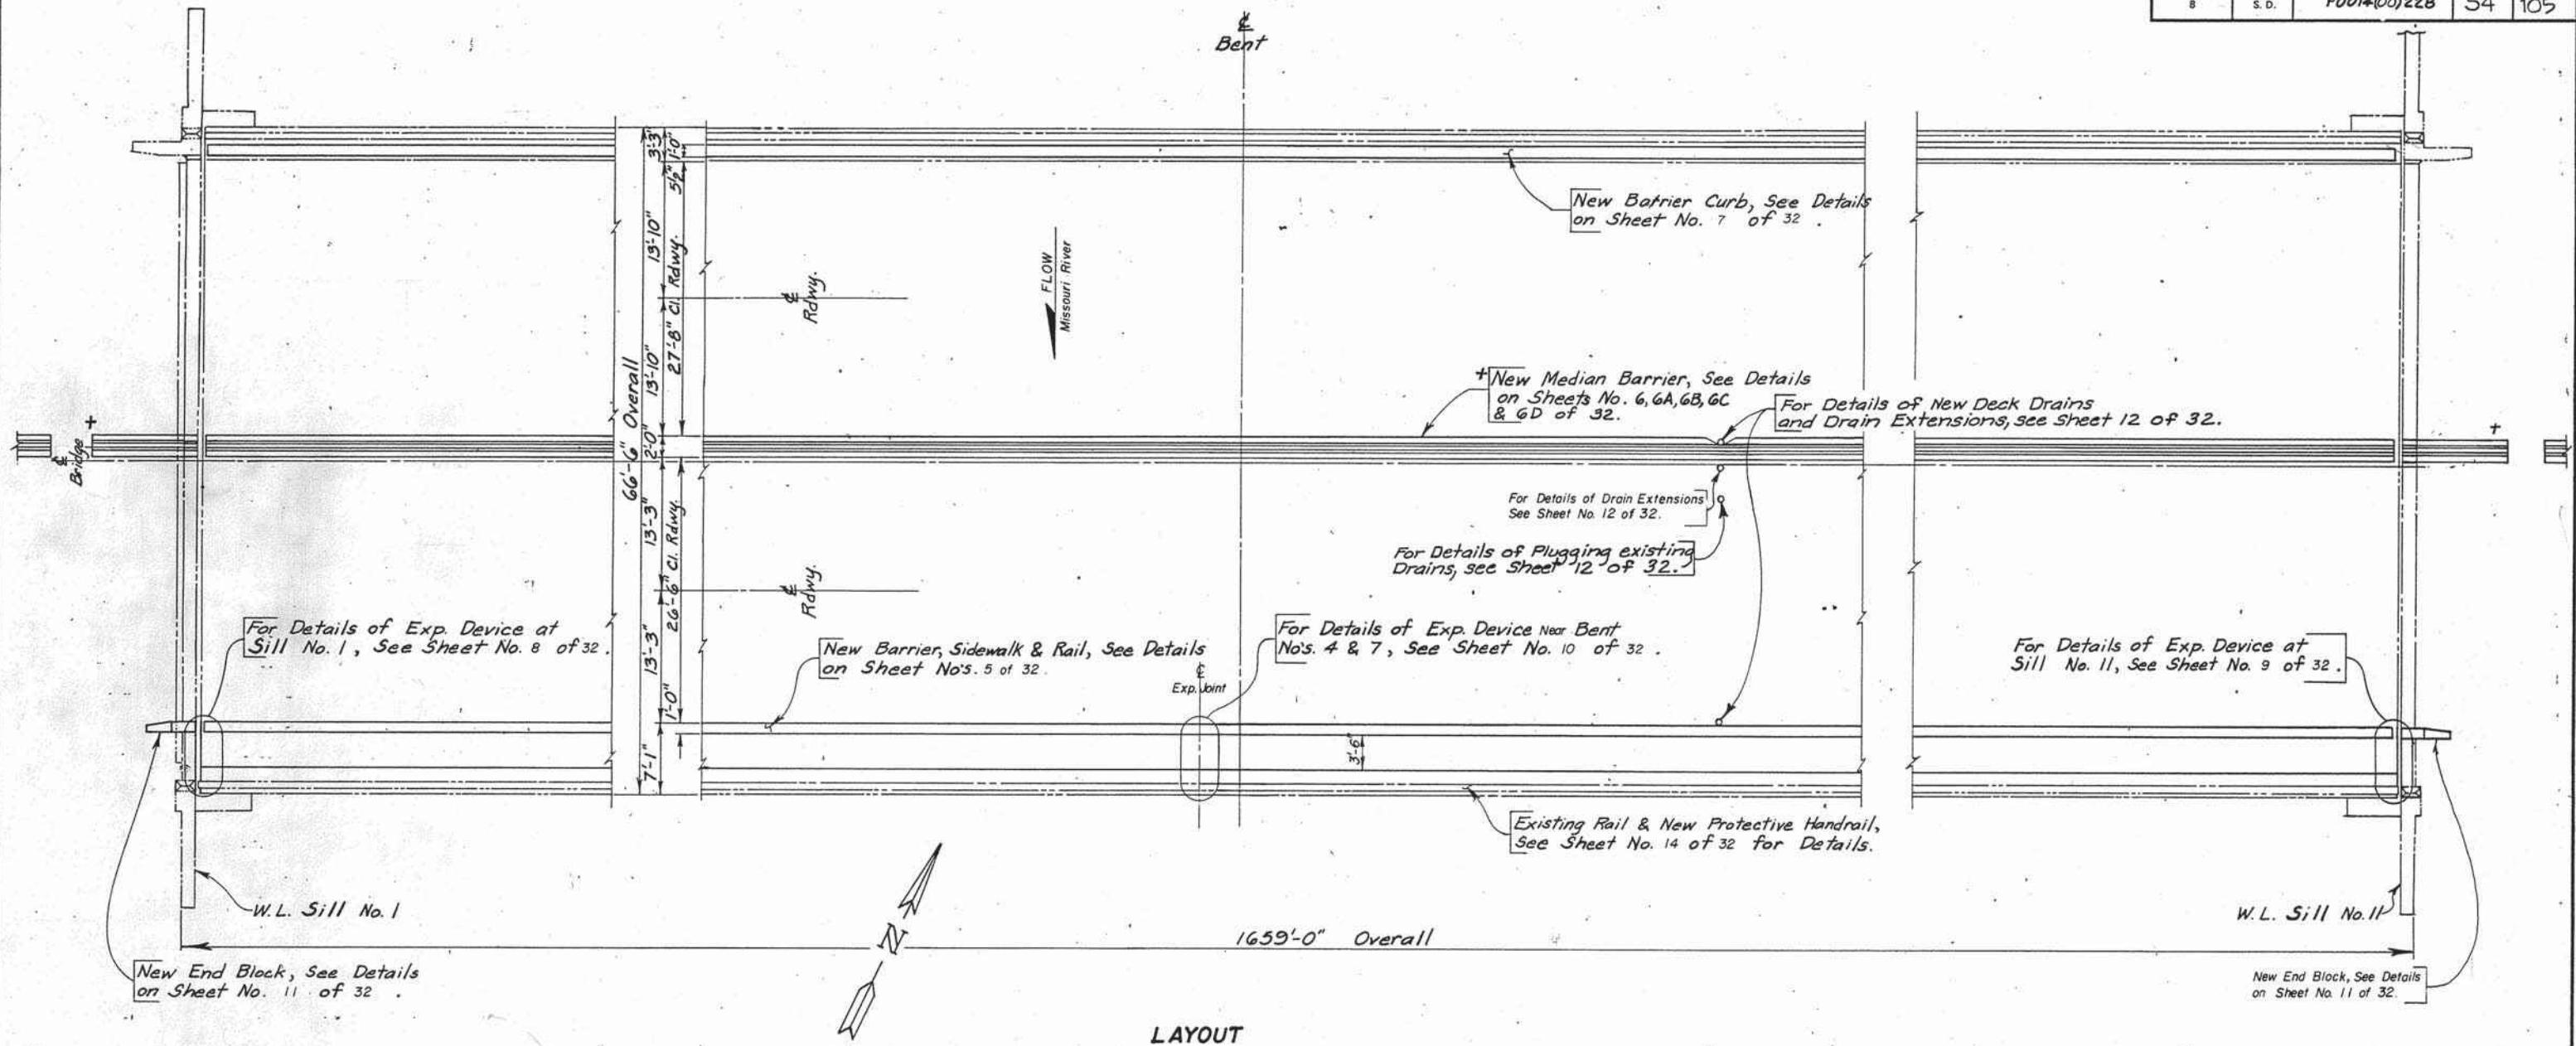 8 S. D. F0014(00)228 54 105
℄
Bent
New Barrier Curb, See Details
on Sheet No. 7 of 32 .
3'-3"
1'-0"
5½"
13'-10"
27'-8" Cl. Rdwy.
13'-10"
66'-6" Overall
2'-0"
13'-3"
26'-6" Cl. Rdwy.
13'-3"
1'-0"
7'-1"
℄
Rdwy.
FLOW
Missouri River
+ New Median Barrier, See Details
on Sheets No. 6, 6A, 6B, 6C
& 6D of 32.
For Details of New Deck Drains
and Drain Extensions, see Sheet 12 of 32.
+
℄
Bridge
+
For Details of Drain Extensions
See Sheet No. 12 of 32.
For Details of Plugging existing
Drains, see Sheet 12 of 32.
℄
Rdwy.
For Details of Exp. Device at
Sill No. 1, See Sheet No. 8 of 32.
New Barrier, Sidewalk & Rail, See Details
on Sheet No's. 5 of 32.
For Details of Exp. Device Near Bent
No's. 4 & 7, See Sheet No. 10 of 32 .
For Details of Exp. Device at
Sill No. 11, See Sheet No. 9 of 32 .
℄
Exp. Joint
3'-6"
Existing Rail & New Protective Handrail,
See Sheet No. 14 of 32 for Details.
W.L. Sill No. 1
W.L. Sill No. 11
N
1659'-0" Overall
New End Block, See Details
on Sheet No. 11 of 32 .
New End Block, See Details
on Sheet No. 11 of 32.
LAYOUT